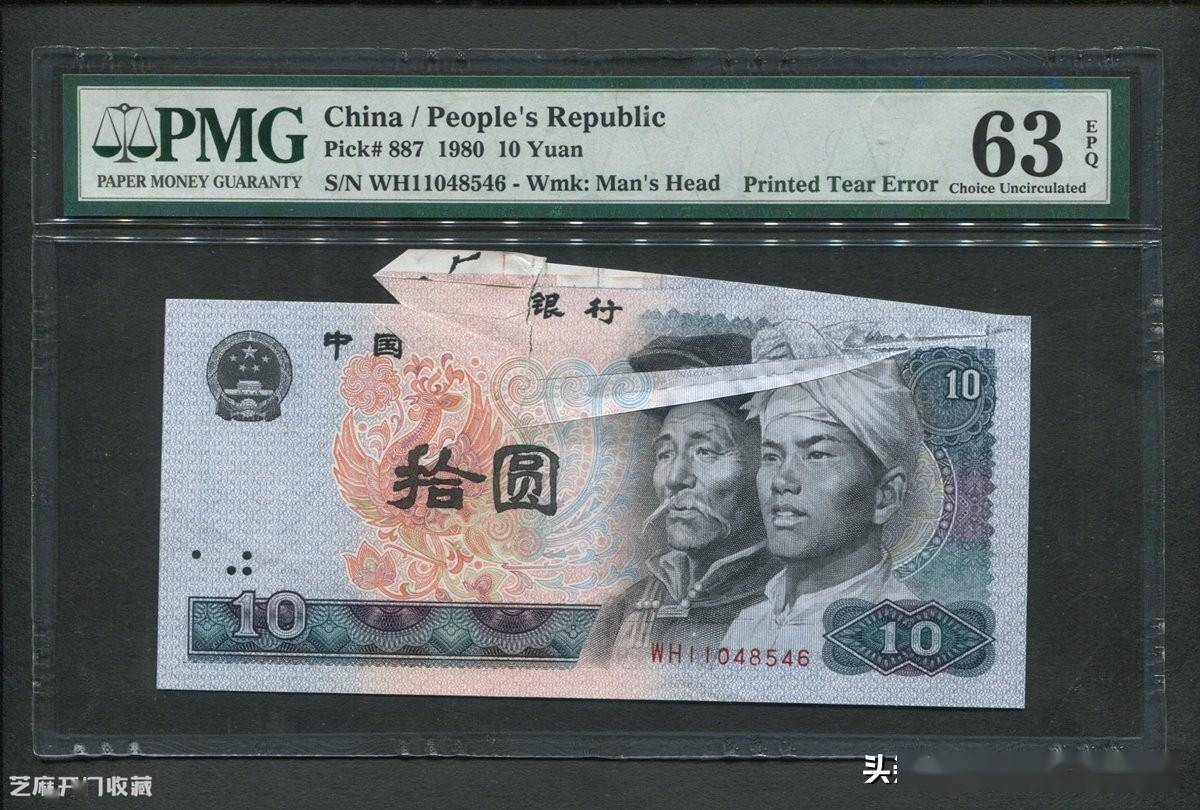 PMG
PAPER MONEY GUARANTY
China / People's Republic
Pick# 887 1980 10 Yuan
S/N WH11048546 - Wmk: Man's Head
Printed Tear Error
63
EPQ
Choice Uncirculated
银行
中国
10
拾圆
10
WH11048546
10
芝麻开门收藏
头